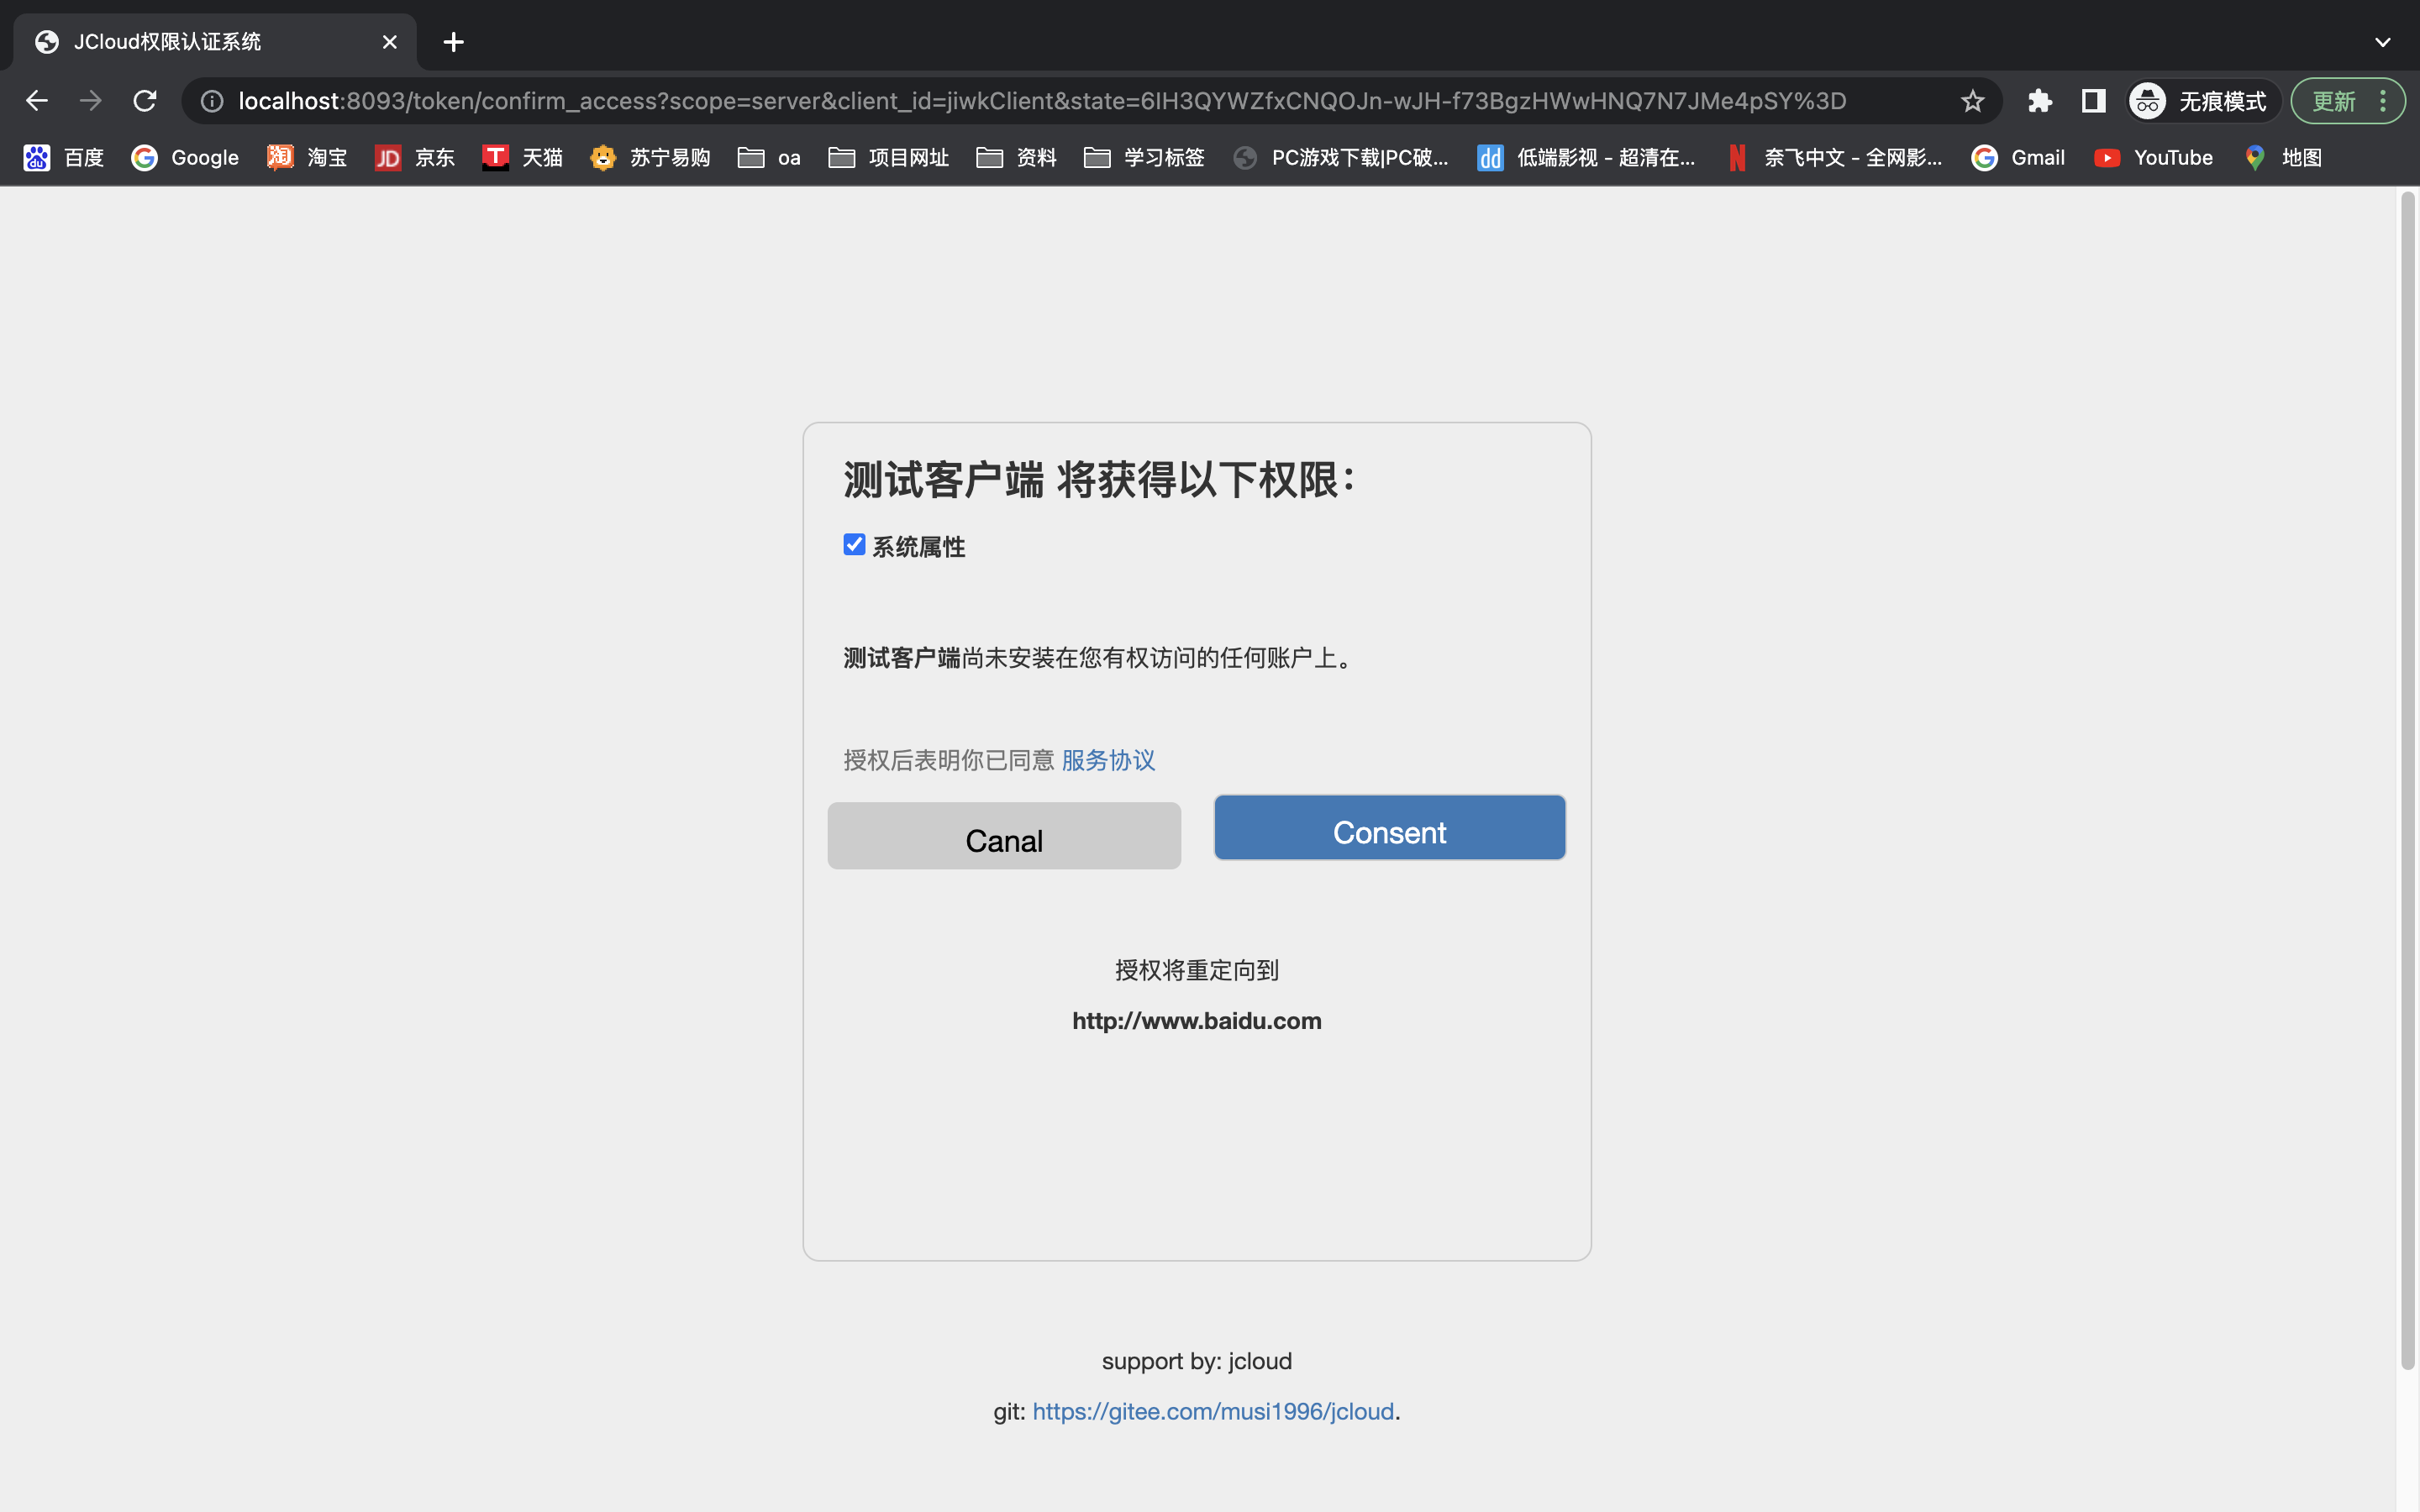 JCloud权限认证系统
localhost:8093/token/confirm_access?scope=server&client_id=jiwkClient&state=6IH3QYWZfxCNQOJn-wJH-f73BgzHWwHNQ7N7JMe4pSY%3D
无痕模式
更新
百度 Google 淘宝 京东 天猫 苏宁易购 oa 项目网址 资料 学习标签 PC游戏下载|PC破... 低端影视 - 超清在... 奈飞中文 - 全网影... Gmail YouTube 地图
测试客户端 将获得以下权限：
系统属性
测试客户端尚未安装在您有权访问的任何账户上。
授权后表明你已同意 服务协议
Canal
Consent
授权将重定向到
http://www.baidu.com
support by: jcloud
git: https://gitee.com/musi1996/jcloud.